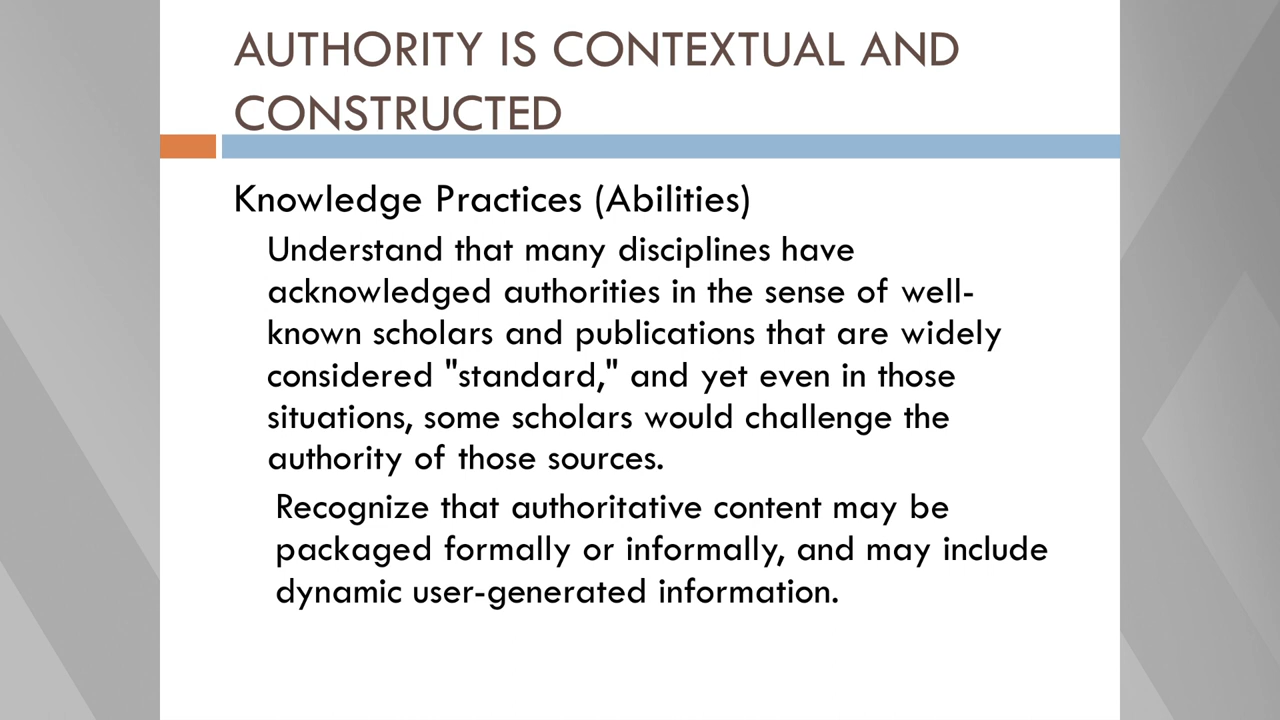 AUTHORITY IS CONTEXTUAL AND
CONSTRUCTED
Knowledge Practices (Abilities)
Understand that many disciplines have
acknowledged authorities in the sense of well-
known scholars and publications that are widely
considered "standard," and yet even in those
situations, some scholars would challenge the
authority of those sources.
Recognize that authoritative content may be
packaged formally or informally, and may include
dynamic user-generated information.